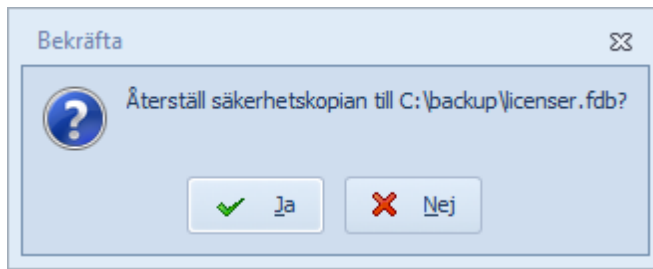 Bekräfta
Återställ säkerhetskopian till C:\backup\licenser.fdb?
Ja
Nej